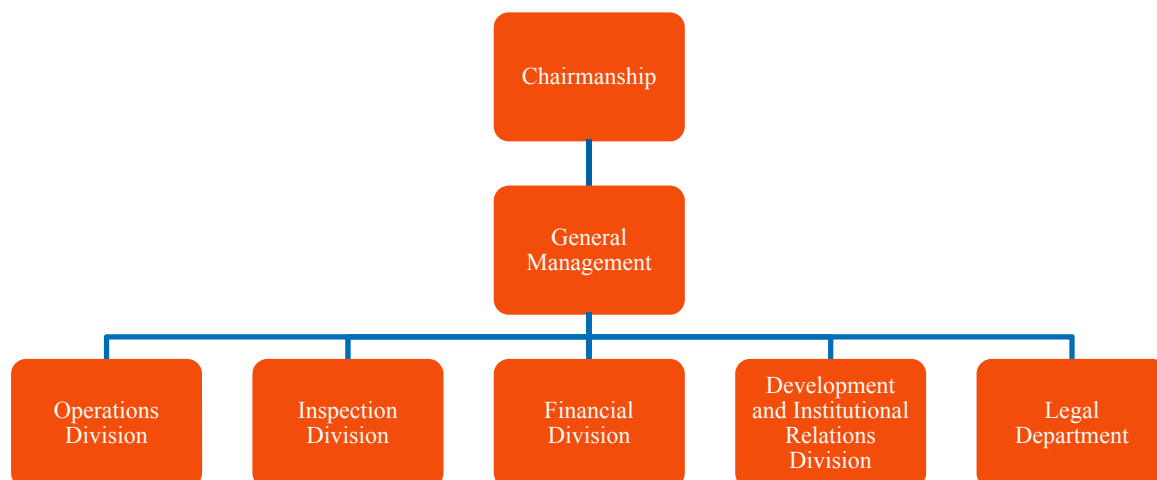 Chairmanship
General
Management
Operations
Division
Inspection
Division
Financial
Division
Development
and Institutional
Relations
Division
Legal
Department